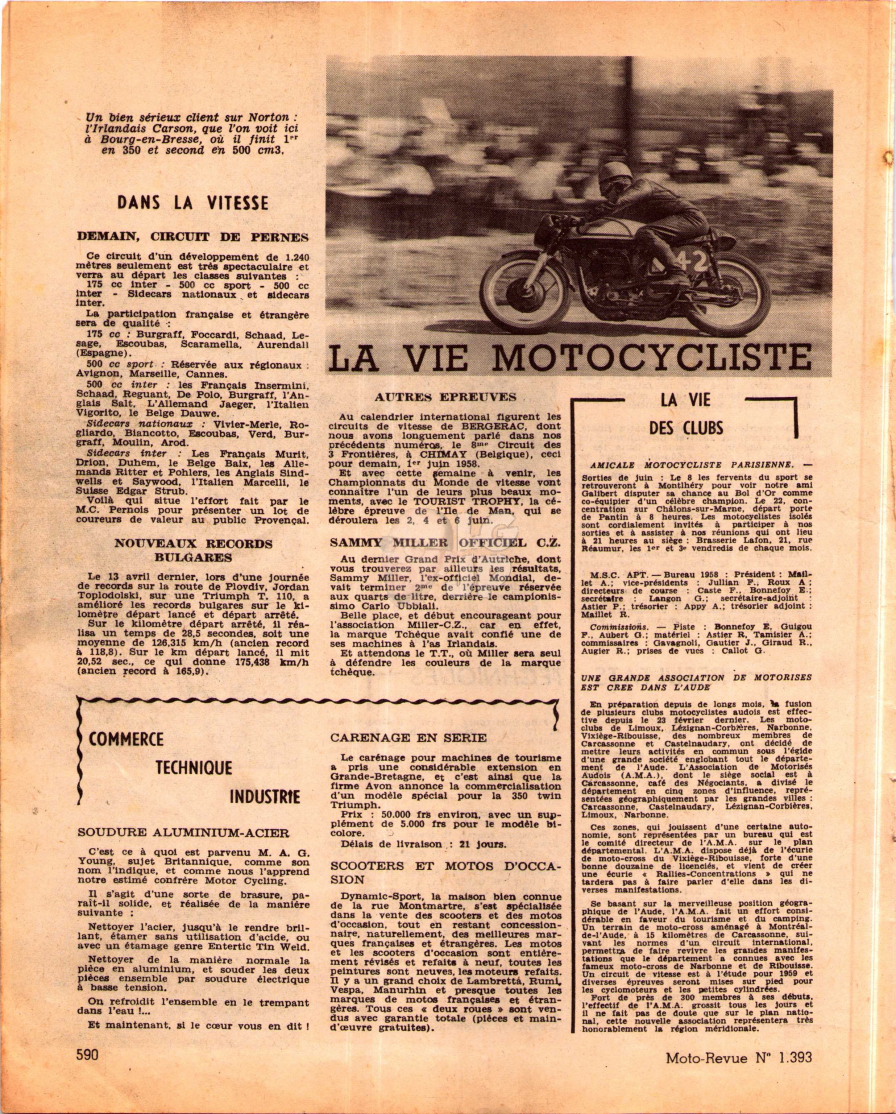 Un bien sérieux client sur Norton :
l'Irlandais Carson, que l'on voit ici
à Bourg-en-Bresse, où il finit 1er
en 350 et second en 500 cm3.
DANS LA VITESSE
DEMAIN, CIRCUIT DE PERNES
Ce circuit d'un développement de 1.240
mètres seulement est très spectaculaire et
verra au départ les classes suivantes :
175 cc inter - 500 cc sport - 500 cc
inter - Sidecars nationaux et sidecars
inter.
La participation française et étrangère
sera de qualité :
175 cc : Burgraff, Foccardi, Schaad, Le-
sage, Escoubas, Scaramella, Aurendall
(Espagne).
500 cc sport : Réservée aux régionaux :
Avignon, Marseille, Cannes.
500 cc inter : les Français Insermini,
Schaad, Reguant, De Polo, Burgraff, l'An-
glais Salt, L'Allemand Jaeger, l'Italien
Vigorito, le Belge Dauwe.
Sidecars nationaux : Vivier-Merle, Ro-
gliardo, Biancotto, Escoubas, Verd, Bur-
graff, Moulin, Arod.
Sidecars inter : Les Français Murit,
Drion, Duhem, le Belge Baix, les Alle-
mands Ritter et Pohlers, les Anglais Sind-
wells et Saywood, l'Italien Marcelli, le
Suisse Edgar Strub.
Voilà qui situe l'effort fait par le
M.C. Pernois pour présenter un lot de
coureurs de valeur au public Provençal.
NOUVEAUX RECORDS
BULGARES
Le 13 avril dernier, lors d'une journée
de records sur la route de Plovdiv, Jordan
Toplodolski, sur une Triumph T. 110, a
amélioré les records bulgares sur le ki-
lomètre départ lancé et départ arrêté.
Sur le kilomètre départ arrêté, il réa-
lisa un temps de 28,5 secondes, soit une
moyenne de 126,315 km/h (ancien record
à 118,8). Sur le km départ lancé, il mit
20,52 sec., ce qui donne 175,438 km/h
(ancien record à 165,9).
42
LA VIE MOTOCYCLISTE
AUTRES EPREUVES
Au calendrier international figurent les
circuits de vitesse de BERGERAC, dont
nous avons longuement parlé dans nos
précédents numéros, le 8me Circuit des
3 Frontières, à CHIMAY (Belgique), ceci
pour demain, 1er juin 1958.
Et avec cette semaine à venir, les
Championnats du Monde de vitesse vont
connaître l'un de leurs plus beaux mo-
ments, avec le TOURIST TROPHY, la cé-
lèbre épreuve de l'Ile de Man, qui se
déroulera les 2, 4 et 6 juin.
SAMMY MILLER OFFICIEL C.Z.
Au dernier Grand Prix d'Autriche, dont
vous trouverez par ailleurs les résultats,
Sammy Miller, l'ex-officiel Mondial, de-
vait terminer 2me de l'épreuve réservée
aux quarts de litre, derrière le campionis-
simo Carlo Ubbiali.
Belle place, et début encourageant pour
l'association Miller-C.Z., car en effet,
la marque Tchèque avait confié une de
ses machines à l'as Irlandais.
Et attendons le T.T., où Miller sera seul
à défendre les couleurs de la marque
tchèque.
LA VIE
DES CLUBS
AMICALE MOTOCYCLISTE PARISIENNE. —
Sorties de juin : Le 8 les fervents du sport se
retrouveront à Montlhéry pour voir notre ami
Galibert disputer sa chance au Bol d'Or comme
co-équipier d'un célèbre champion. Le 22, con-
centration sur Châlons-sur-Marne, départ porte
de Pantin à 8 heures. Les motocyclistes isolés
sont cordialement invités à participer à nos
sorties et à assister à nos réunions qui ont lieu
à 21 heures au siège : Brasserie Lafon, 21, rue
Réaumur, les 1er et 3e vendredis de chaque mois.
M.S.C. APT. — Bureau 1958 : Président : Mail-
let A.; vice-présidents : Jullian F., Roux A.;
directeurs de course : Caste F., Bonnefoy E.;
secrétaire : Langon G.; secrétaire-adjoint :
Astier F.; trésorier : Appy A.; trésorier adjoint :
Maillet R.
Commissions. — Piste : Bonnefoy E, Guigou
F., Aubert G.; matériel : Astier R, Tamisier A.;
commissaires : Gavagnoli, Gautier J., Giraud R.,
Augier R.; prises de vues : Callot G.
UNE GRANDE ASSOCIATION DE MOTORISES
EST CREE DANS L'AUDE
En préparation depuis de longs mois, la fusion
de plusieurs clubs motocyclistes audois est effec-
tive depuis le 23 février dernier. Les moto-
clubs de Limoux, Lézignan-Corbières, Narbonne,
Vixiège-Ribouisse, des nombreux membres de
Carcassonne et Castelnaudary, ont décidé de
mettre leurs activités en commun sous l'égide
d'une grande société englobant tout le départe-
ment de l'Aude. L'Association de Motorisés
Audois (A.M.A.), dont le siège social est à
Carcassonne, café des Négociants, a divisé le
département en cinq zones d'influence, repré-
sentées géographiquement par les grandes villes :
Carcassonne, Castelnaudary, Lézignan-Corbières,
Limoux, Narbonne.
Ces zones, qui jouissent d'une certaine auto-
nomie, sont représentées par un bureau qui est
le comité directeur de l'A.M.A. sur le plan
départemental. L'A.M.A. dispose déjà de l'écurie
de moto-cross du Vixiège-Ribouisse, forte d'une
bonne douzaine de licenciés, et vient de créer
une écurie « Rallies-Concentrations » qui ne
tardera pas à faire parler d'elle dans les di-
verses manifestations.
Se basant sur la merveilleuse position géogra-
phique de l'Aude, l'A.M.A. fait un effort consi-
dérable en faveur du tourisme et du camping.
Un terrain de moto-cross aménagé à Montréal-
de-l'Aude, à 15 kilomètres de Carcassonne, sui-
vant les normes d'un circuit international,
permettra de faire revivre les grandes manifes-
tations que le département a connues avec les
fameux moto-cross de Narbonne et de Ribouisse.
Un circuit de vitesse est à l'étude pour 1959 et
diverses épreuves seront mises sur pied pour
les cyclomoteurs et les petites cylindrées.
Fort de près de 300 membres à ses débuts,
l'effectif de l'A.M.A. grossit tous les jours et
il ne fait pas de doute que sur le plan natio-
nal, cette nouvelle association représentera très
honorablement la région méridionale.
COMMERCE
TECHNIQUE
INDUSTRIE
SOUDURE ALUMINIUM-ACIER
C'est ce à quoi est parvenu M. A. G.
Young, sujet Britannique, comme son
nom l'indique, et comme nous l'apprend
notre estimé confrère Motor Cycling.
Il s'agit d'une sorte de brasure, pa-
raît-il solide, et réalisée de la manière
suivante :
Nettoyer l'acier, jusqu'à le rendre bril-
lant, étamer sans utilisation d'acide, ou
avec un étamage genre Entertic Tin Weld.
Nettoyer de la manière normale la
pièce en aluminium, et souder les deux
pièces ensemble par soudure électrique
à basse tension.
On refroidit l'ensemble en le trempant
dans l'eau !...
Et maintenant, si le cœur vous en dit !
CARENAGE EN SERIE
Le carénage pour machines de tourisme
a pris une considérable extension en
Grande-Bretagne, et c'est ainsi que la
firme Avon annonce la commercialisation
d'un modèle spécial pour la 350 twin
Triumph.
Prix : 50.000 frs environ, avec un sup-
plément de 5.000 frs pour le modèle bi-
colore.
Délais de livraison : 21 jours.
SCOOTERS ET MOTOS D'OCCA-
SION
Dynamic-Sport, la maison bien connue
de la rue Montmartre, s'est spécialisée
dans la vente des scooters et des motos
d'occasion, tout en restant concession-
naire, naturellement, des meilleures mar-
ques françaises et étrangères. Les motos
et les scooters d'occasion sont entière-
ment révisés et refaits à neuf, toutes les
peintures sont neuves, les moteurs refaits.
Il y a un grand choix de Lambretta, Rumi,
Vespa, Manurhin et presque toutes les
marques de motos françaises et étran-
gères. Tous ces « deux roues » sont ven-
dus avec garantie totale (pièces et main-
d'œuvre gratuites).
590
Moto-Revue N° 1.393